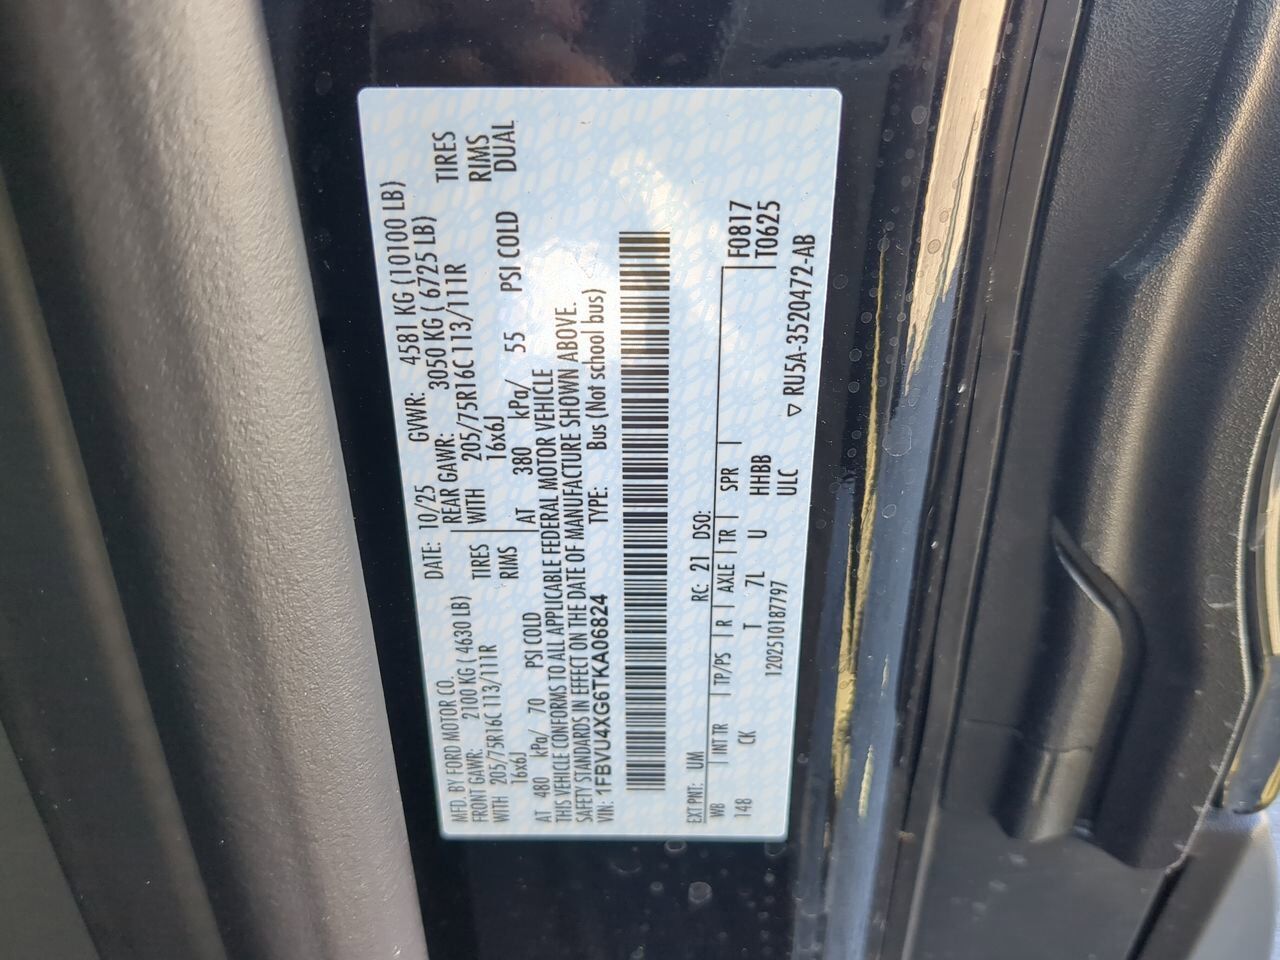 MFD. BY FORD MOTOR CO. DATE: 10/25 GVWR: 4581 KG (10100 LB)
FRONT GAWR: 2100 KG ( 4630 LB) REAR GAWR: 3050 KG ( 6725 LB)
WITH 205/75R16C 113/111R TIRES WITH 205/75R16C 113/111R TIRES
16x6J RIMS 16x6J RIMS
AT 480 kPa/ 70 PSI COLD AT 380 kPa/ 55 PSI COLD DUAL
THIS VEHICLE CONFORMS TO ALL APPLICABLE FEDERAL MOTOR VEHICLE
SAFETY STANDARDS IN EFFECT ON THE DATE OF MANUFACTURE SHOWN ABOVE.
VIN: 1FBVU4XG6TKA06824 TYPE: Bus (Not school bus)
EXT PNT: UM RC: 21 DSO:
WB INT TR TP/PS R AXLE TR SPR F0817
148 CK T 7L U HHBB T0625
1202510187797 ULC
▽ RU5A-3520472-AB